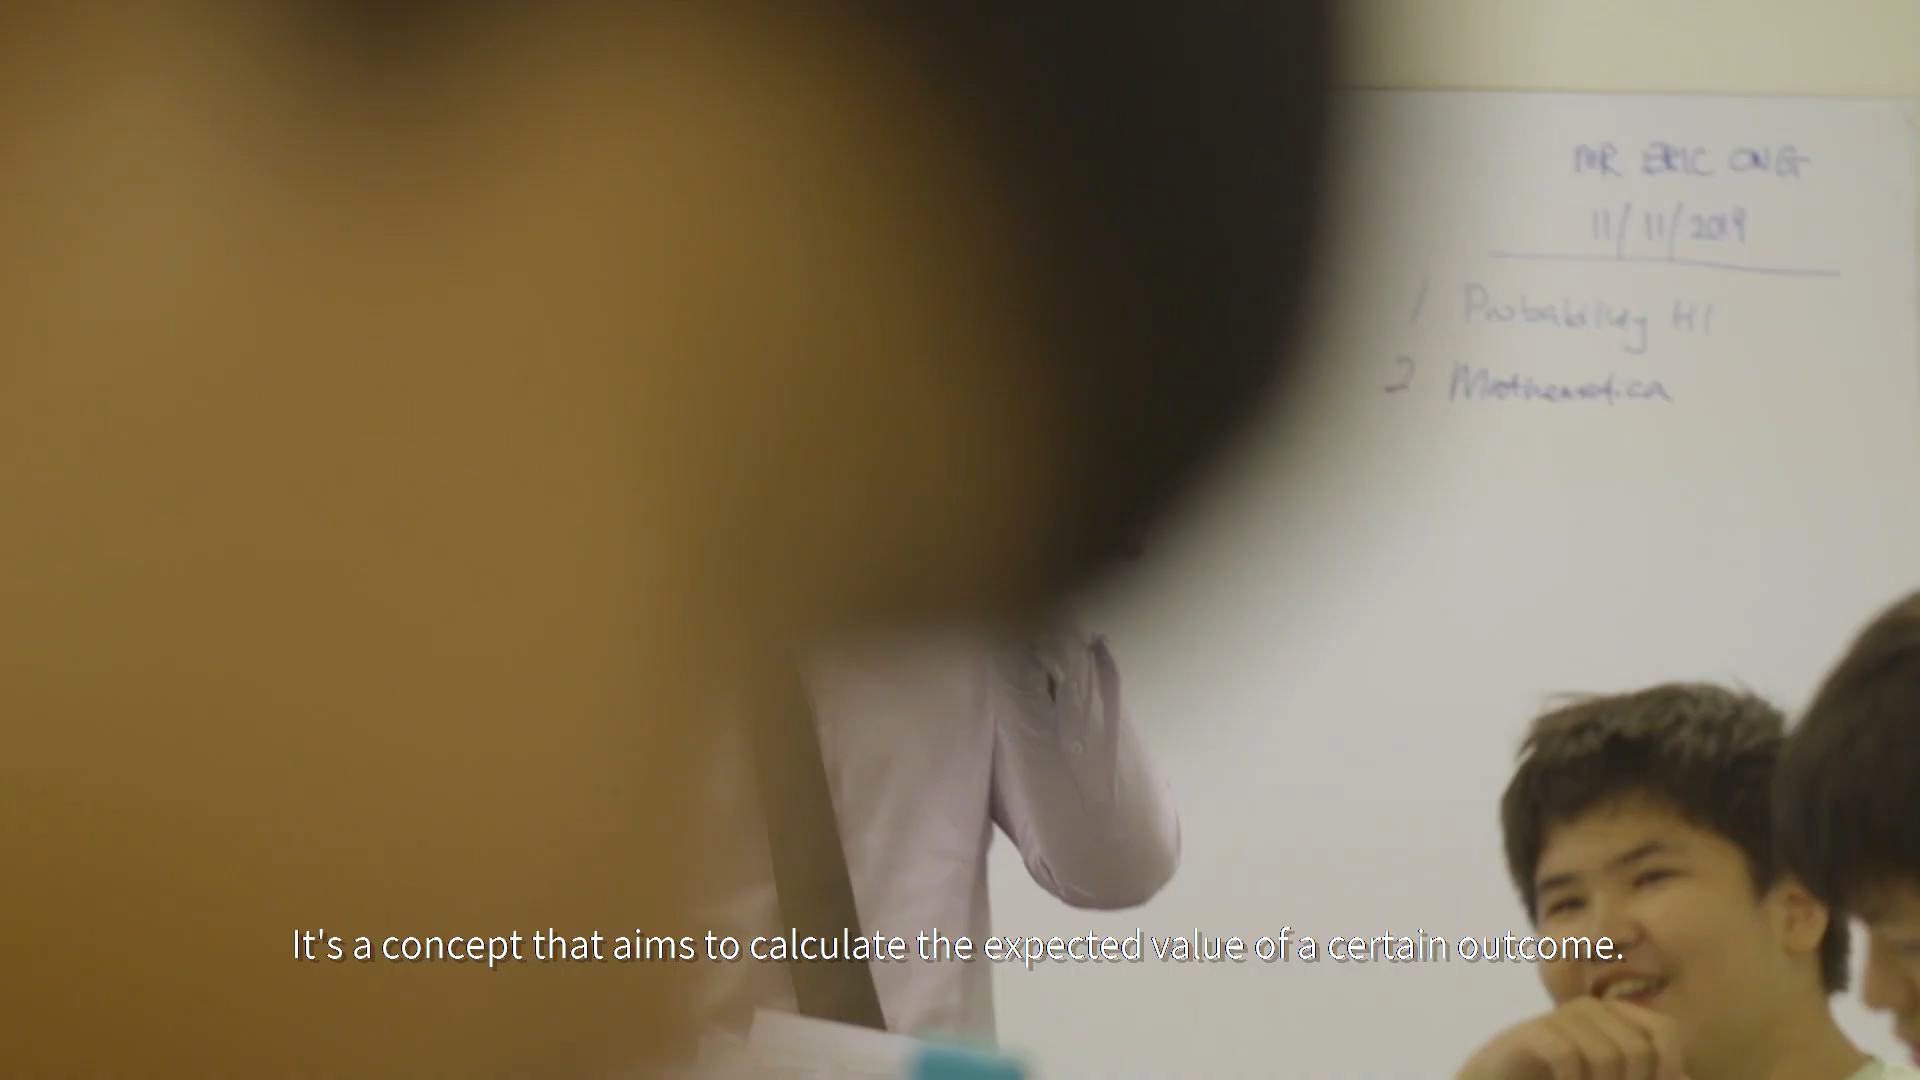 MR ERIC ONG
11/11/2019
1 Probability H1
2 Mathematica
It's a concept that aims to calculate the expected value of a certain outcome.